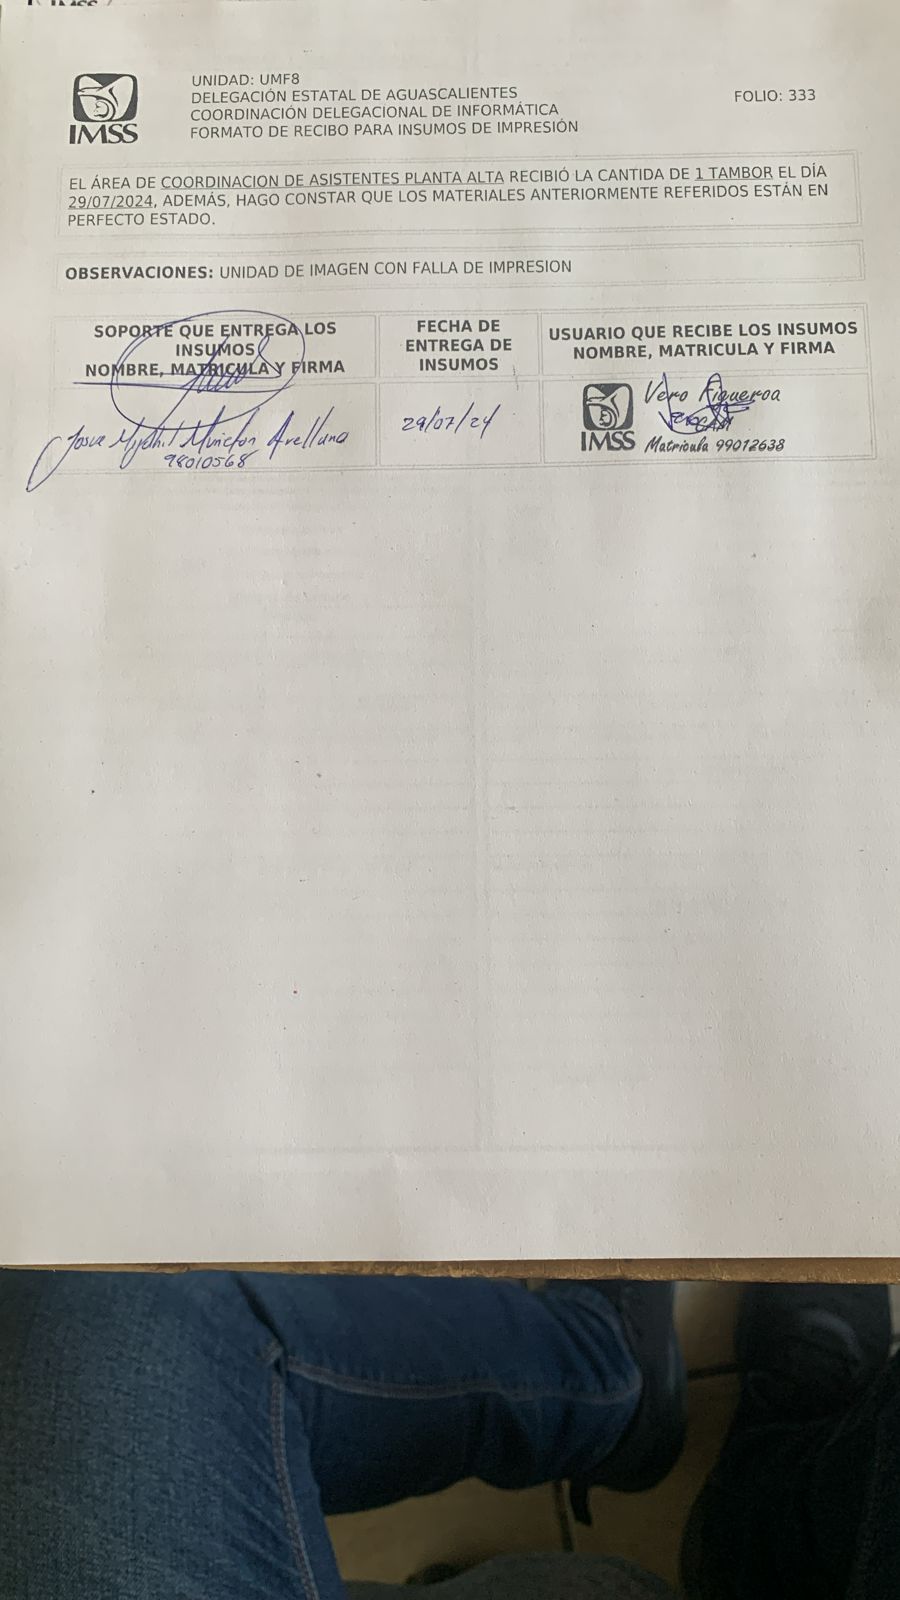 IMSS
UNIDAD: UMF8
DELEGACIÓN ESTATAL DE AGUASCALIENTES
COORDINACIÓN DELEGACIONAL DE INFORMÁTICA
FORMATO DE RECIBO PARA INSUMOS DE IMPRESIÓN
FOLIO: 333
EL ÁREA DE COORDINACION DE ASISTENTES PLANTA ALTA RECIBIÓ LA CANTIDAD DE 1 TAMBOR EL DÍA
29/07/2024, ADEMÁS, HAGO CONSTAR QUE LOS MATERIALES ANTERIORMENTE REFERIDOS ESTÁN EN
PERFECTO ESTADO.
OBSERVACIONES: UNIDAD DE IMAGEN CON FALLA DE IMPRESION
SOPORTE QUE ENTREGA LOS
INSUMOS
NOMBRE, MATRICULA Y FIRMA
FECHA DE
ENTREGA DE
INSUMOS
USUARIO QUE RECIBE LOS INSUMOS
NOMBRE, MATRICULA Y FIRMA
Josue Arellano
98010568
29/07/24
IMSS
Vero Figueroa
Matricula 99012638